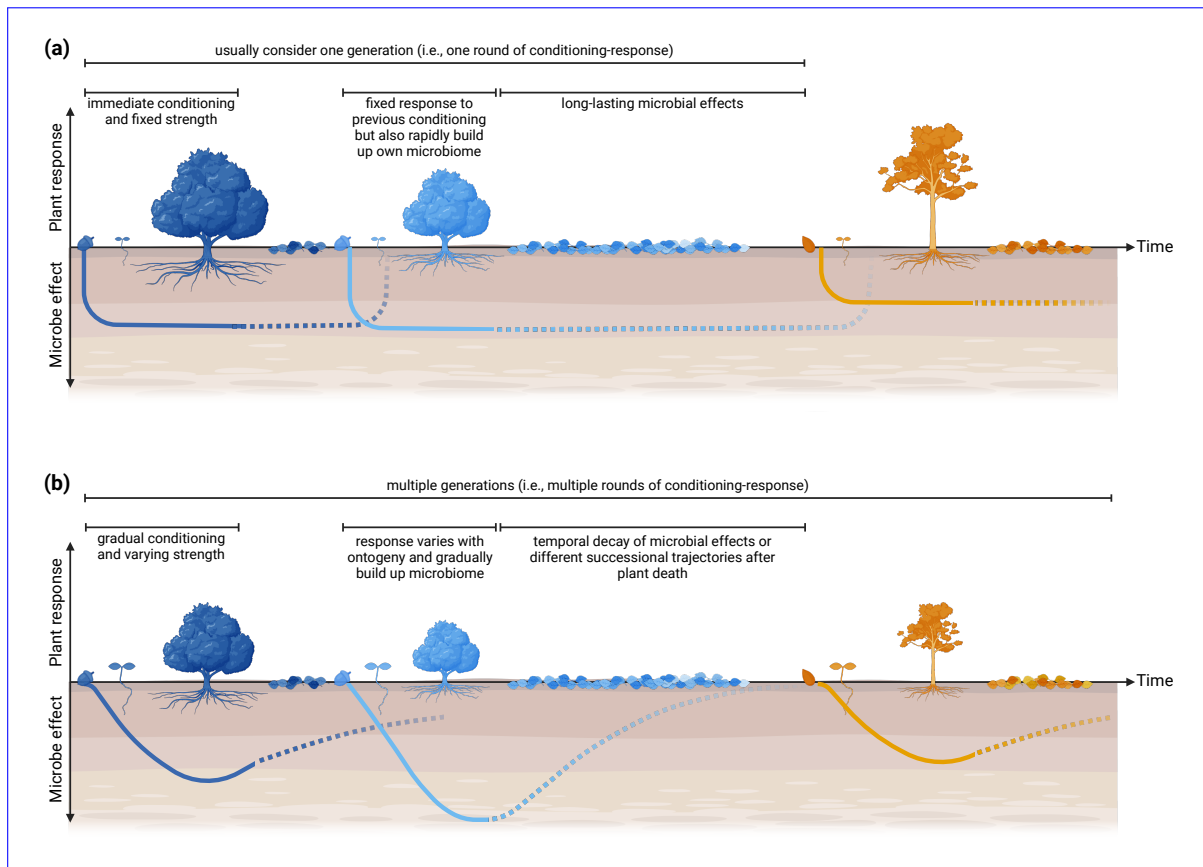 (a)
usually consider one generation (i.e., one round of conditioning-response)
immediate conditioning
and fixed strength
fixed response to
previous conditioning
but also rapidly build
up own microbiome
long-lasting microbial effects
Plant response
Microbe effect
Time
(b)
multiple generations (i.e., multiple rounds of conditioning-response)
gradual conditioning
and varying strength
response varies with
ontogeny and gradually
build up microbiome
temporal decay of microbial effects or
different successional trajectories after
plant death
Plant response
Microbe effect
Time